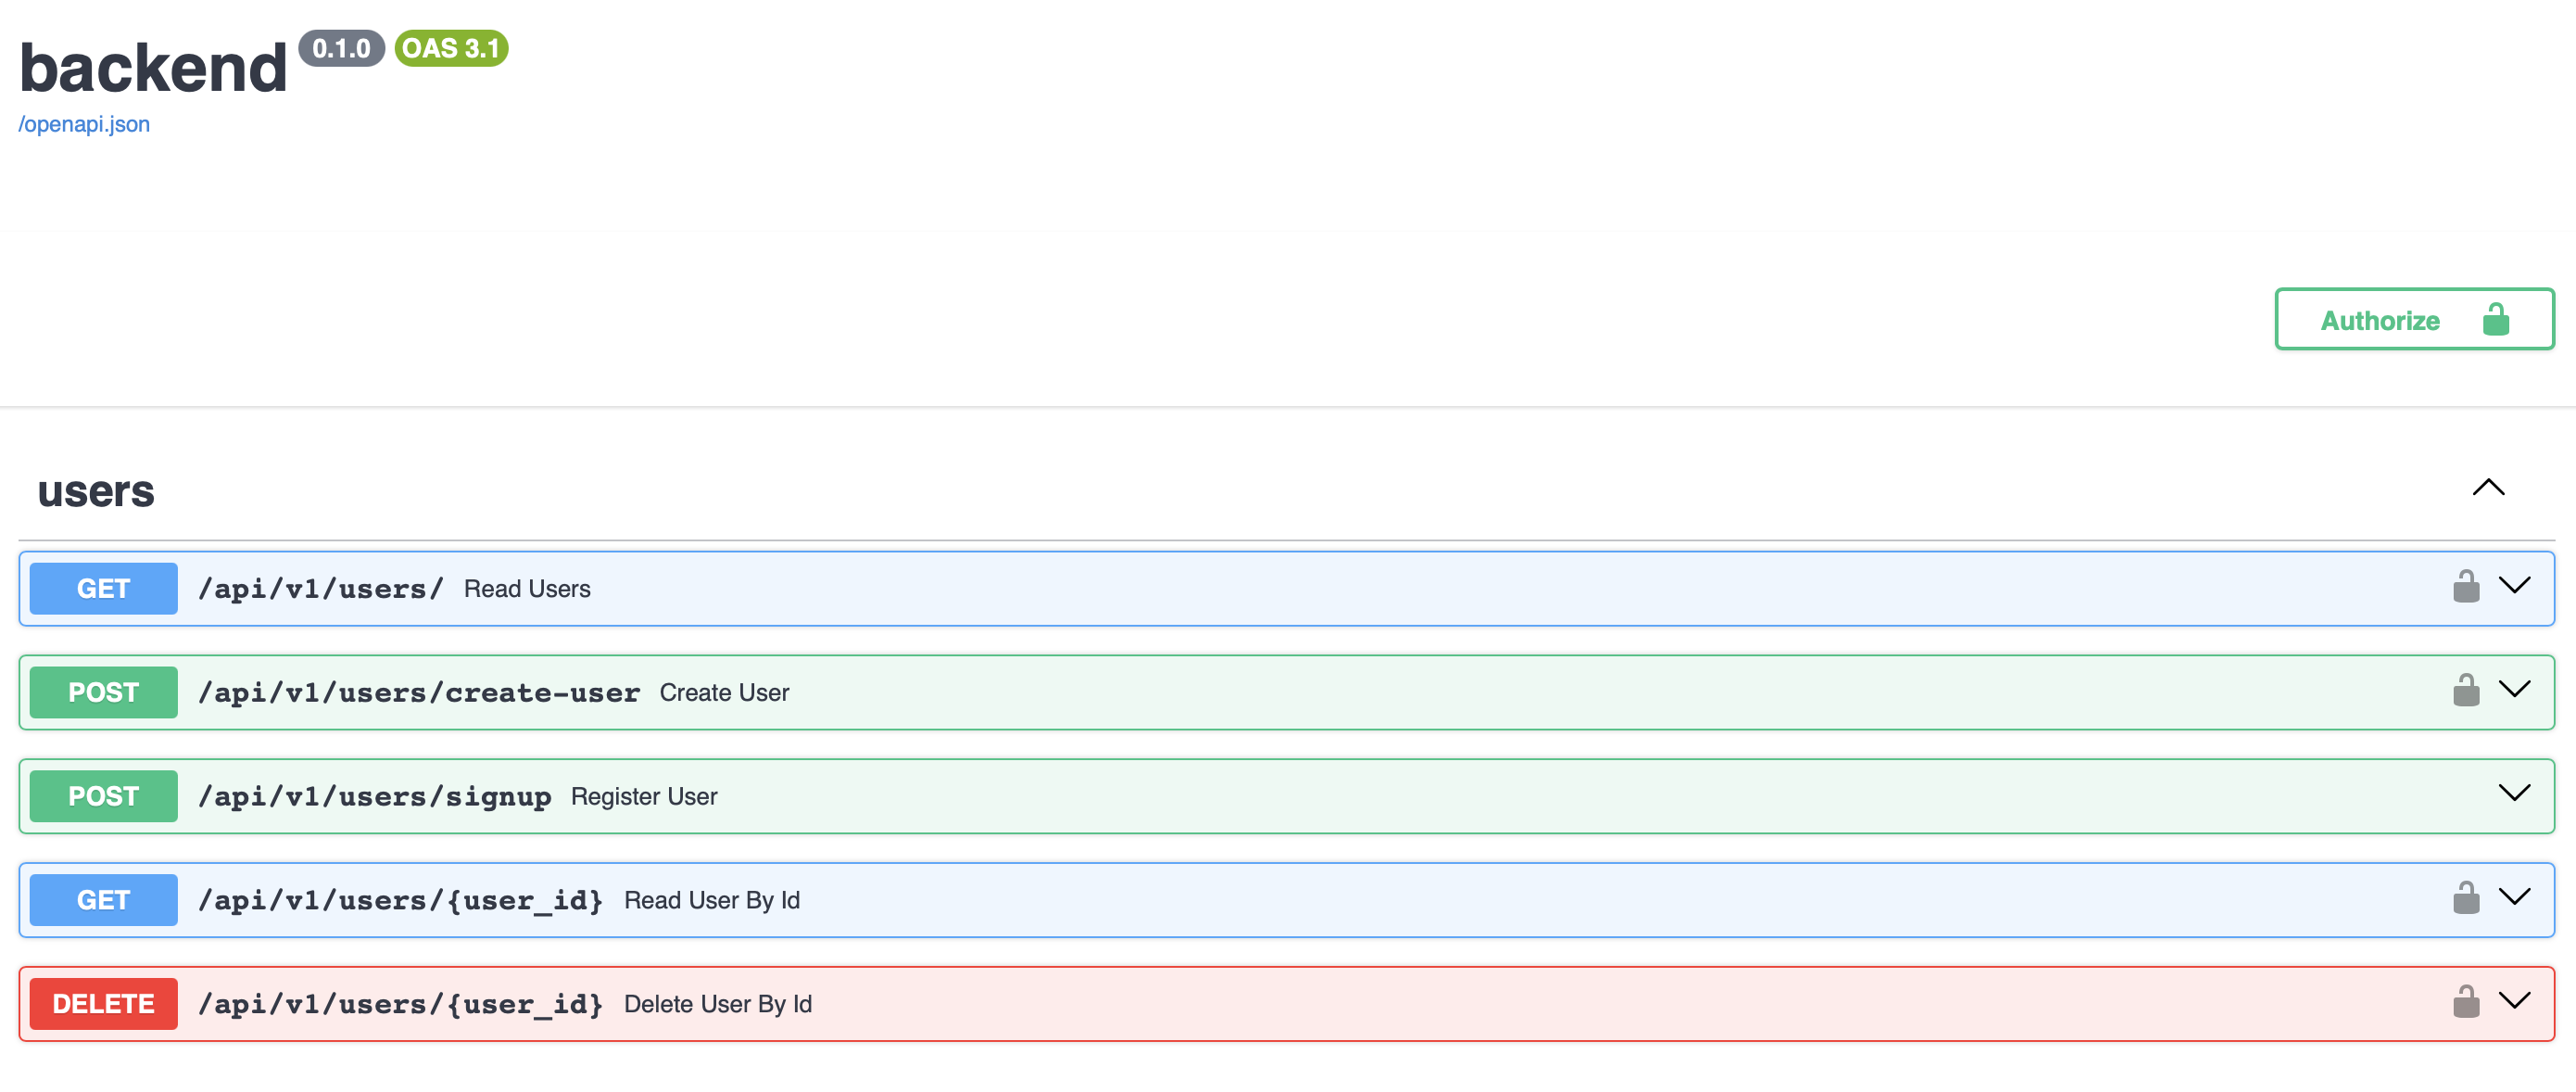 backend 0.1.0 OAS 3.1
/openapi.json
Authorize
users
GET /api/v1/users/ Read Users
POST /api/v1/users/create-user Create User
POST /api/v1/users/signup Register User
GET /api/v1/users/{user_id} Read User By Id
DELETE /api/v1/users/{user_id} Delete User By Id